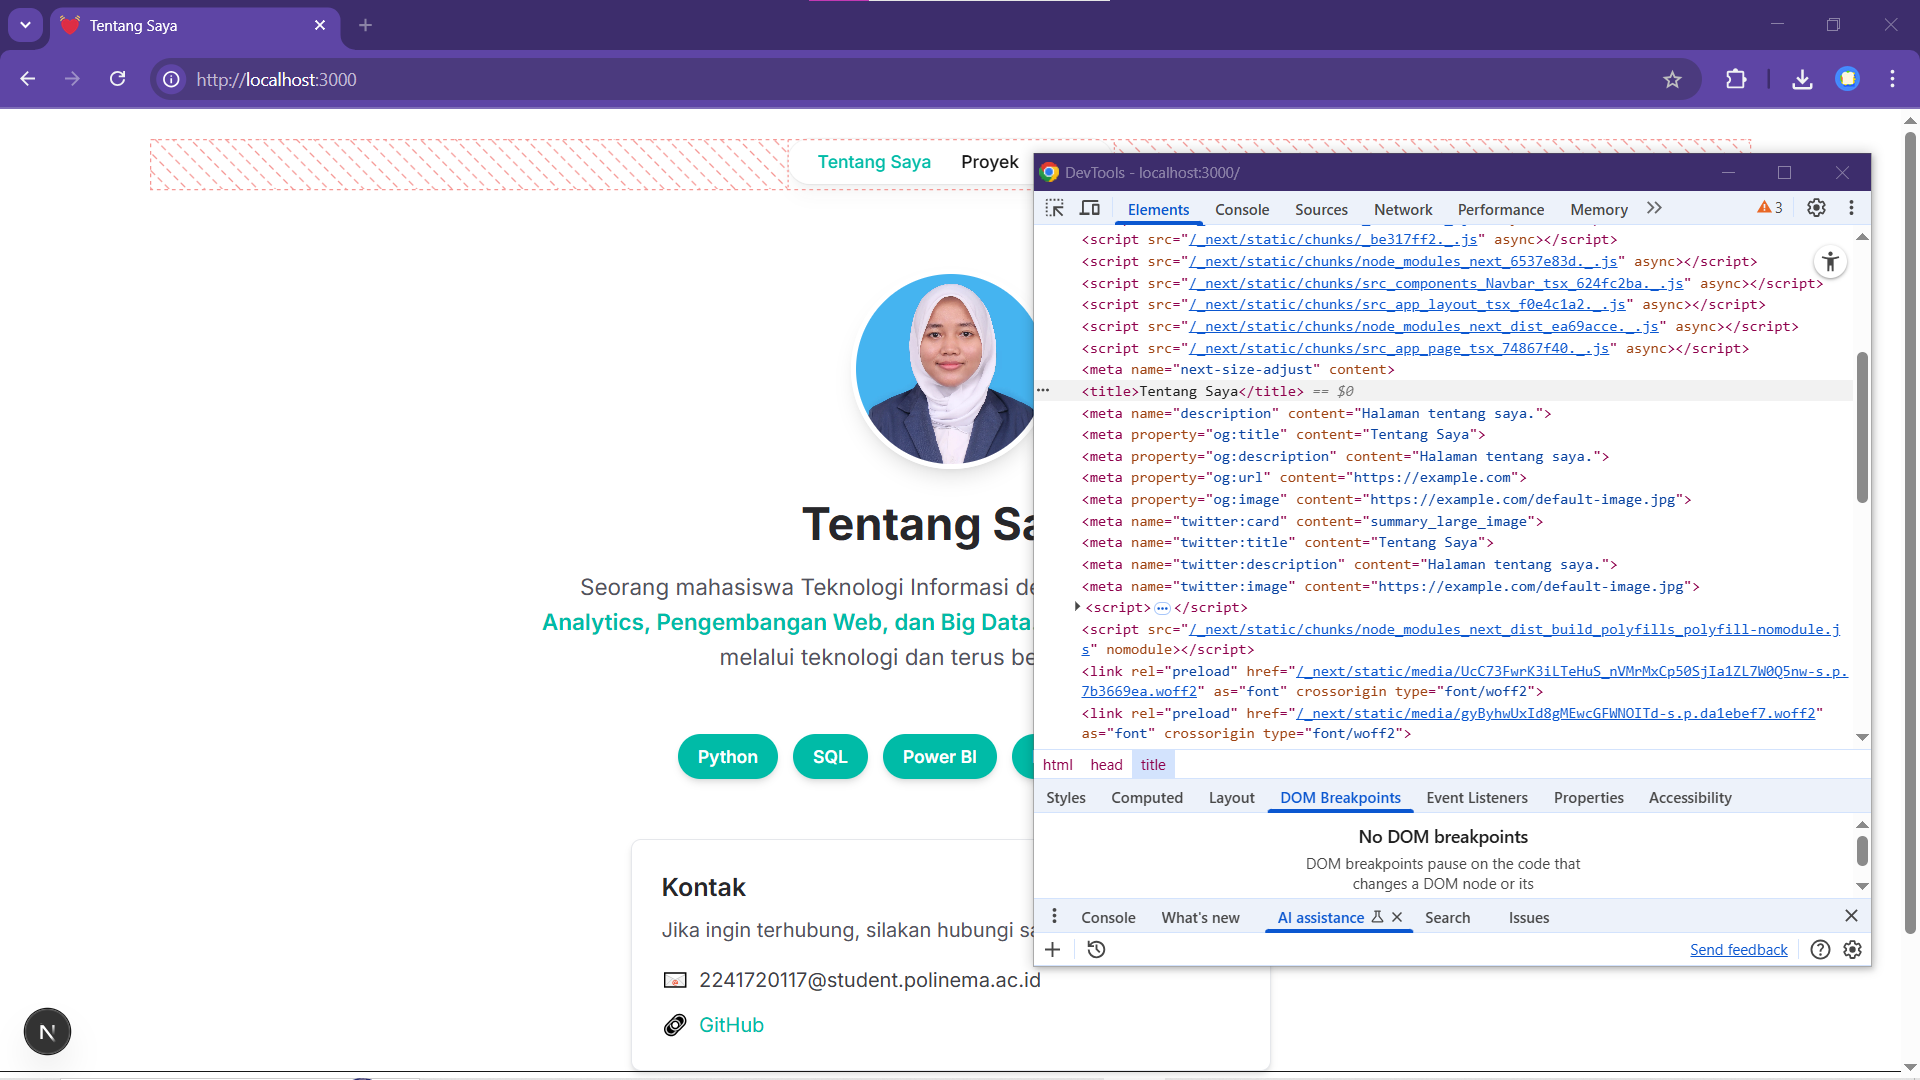 Tentang Saya
http://localhost:3000
Tentang Saya Proyek
Tentang Sa
Seorang mahasiswa Teknologi Informasi de
Analytics, Pengembangan Web, dan Big Data.
melalui teknologi dan terus be
Python SQL Power BI
Kontak
Jika ingin terhubung, silakan hubungi sa
2241720117@student.polinema.ac.id
GitHub
N
DevTools - localhost:3000/
Elements Console Sources Network Performance Memory 3
<script src="/_next/static/chunks/_be317ff2._.js" async></script>
<script src="/_next/static/chunks/node_modules_next_6537e83d._.js" async></script>
<script src="/_next/static/chunks/src_components_Navbar_tsx_624fc2ba._.js" async></script>
<script src="/_next/static/chunks/src_app_layout_tsx_f0e4c1a2._.js" async></script>
<script src="/_next/static/chunks/node_modules_next_dist_ea69acce._.js" async></script>
<script src="/_next/static/chunks/src_app_page_tsx_74867f40._.js" async></script>
<meta name="next-size-adjust" content>
<title>Tentang Saya</title> == $0
<meta name="description" content="Halaman tentang saya.">
<meta property="og:title" content="Tentang Saya">
<meta property="og:description" content="Halaman tentang saya.">
<meta property="og:url" content="https://example.com">
<meta property="og:image" content="https://example.com/default-image.jpg">
<meta name="twitter:card" content="summary_large_image">
<meta name="twitter:title" content="Tentang Saya">
<meta name="twitter:description" content="Halaman tentang saya.">
<meta name="twitter:image" content="https://example.com/default-image.jpg">
<script>…</script>
<script src="/_next/static/chunks/node_modules_next_dist_build_polyfills_polyfill-nomodule.j
s" nomodule></script>
<link rel="preload" href="/_next/static/media/UcC73FwrK3iLTeHuS_nVMrMxCp50SjIa1ZL7W0Q5nw-s.p.
7b3669ea.woff2" as="font" crossorigin type="font/woff2">
<link rel="preload" href="/_next/static/media/gyByhwUxId8gMEwcGFWNOITd-s.p.da1ebef7.woff2"
as="font" crossorigin type="font/woff2">
html head title
Styles Computed Layout DOM Breakpoints Event Listeners Properties Accessibility
No DOM breakpoints
DOM breakpoints pause on the code that
changes a DOM node or its
Console What's new AI assistance Search Issues
Send feedback